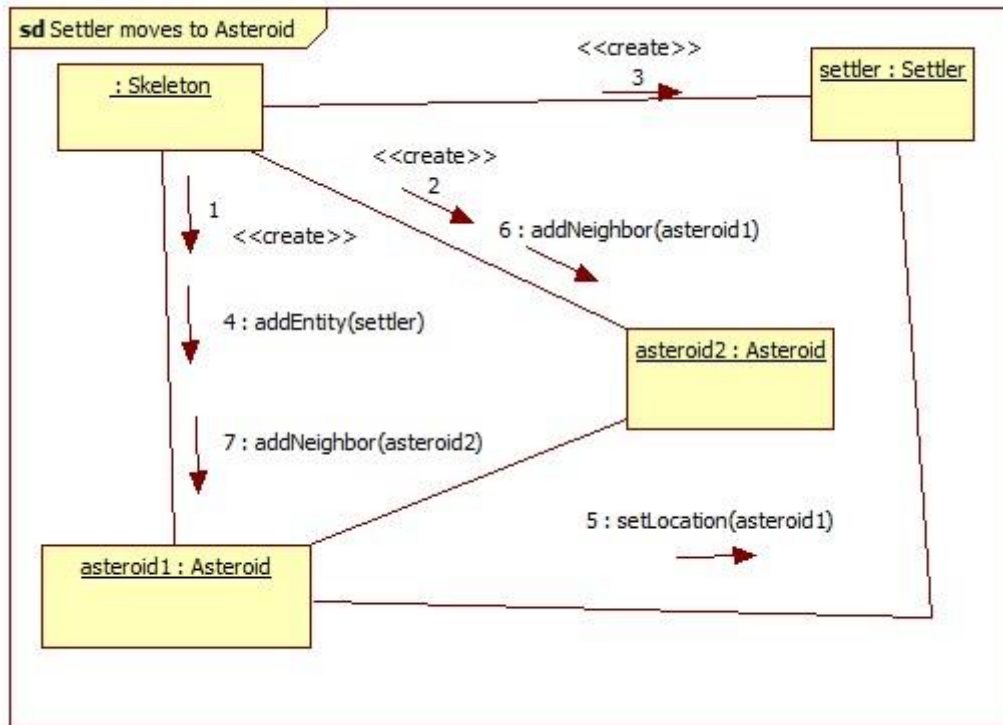 sd Settler moves to Asteroid
: Skeleton
<<create>>
3
settler : Settler
<<create>>
2
1
<<create>>
6 : addNeighbor(asteroid1)
4 : addEntity(settler)
asteroid2 : Asteroid
7 : addNeighbor(asteroid2)
5 : setLocation(asteroid1)
asteroid1 : Asteroid